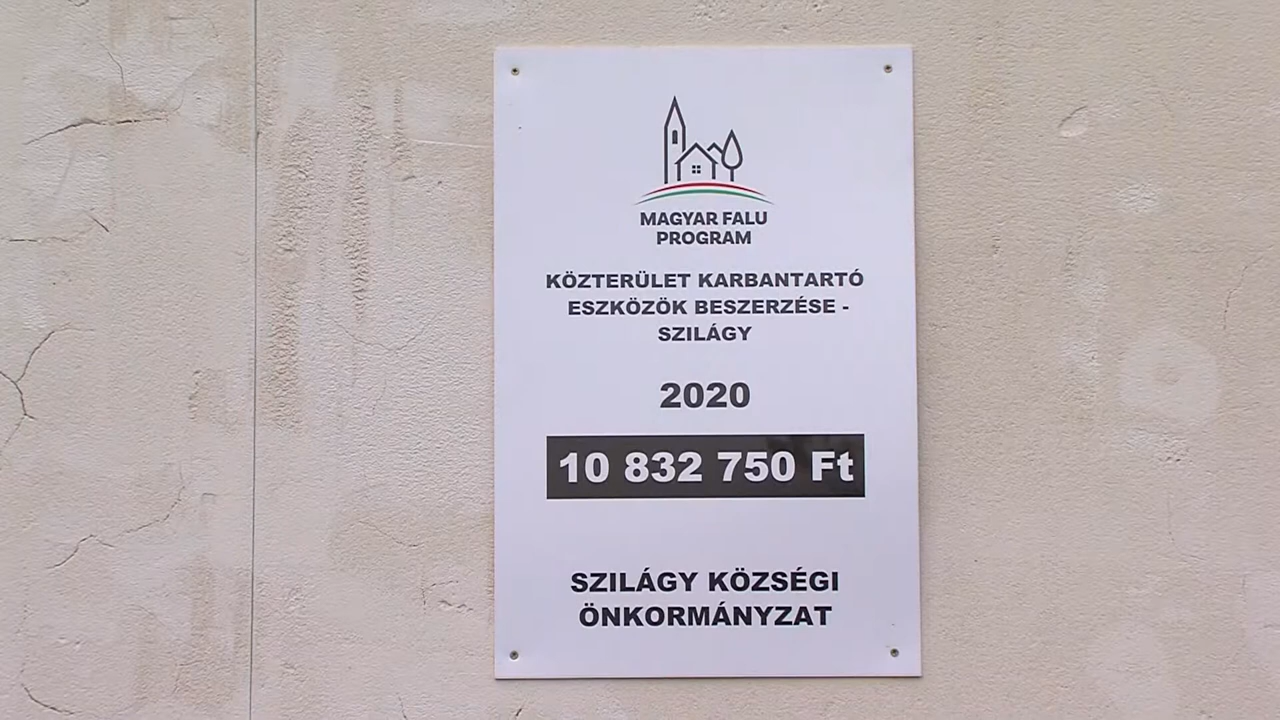 MAGYAR FALU
PROGRAM
KÖZTERÜLET KARBANTARTÓ
ESZKÖZÖK BESZERZÉSE -
SZILÁGY
2020
10 832 750 Ft
SZILÁGY KÖZSÉGI
ÖNKORMÁNYZAT